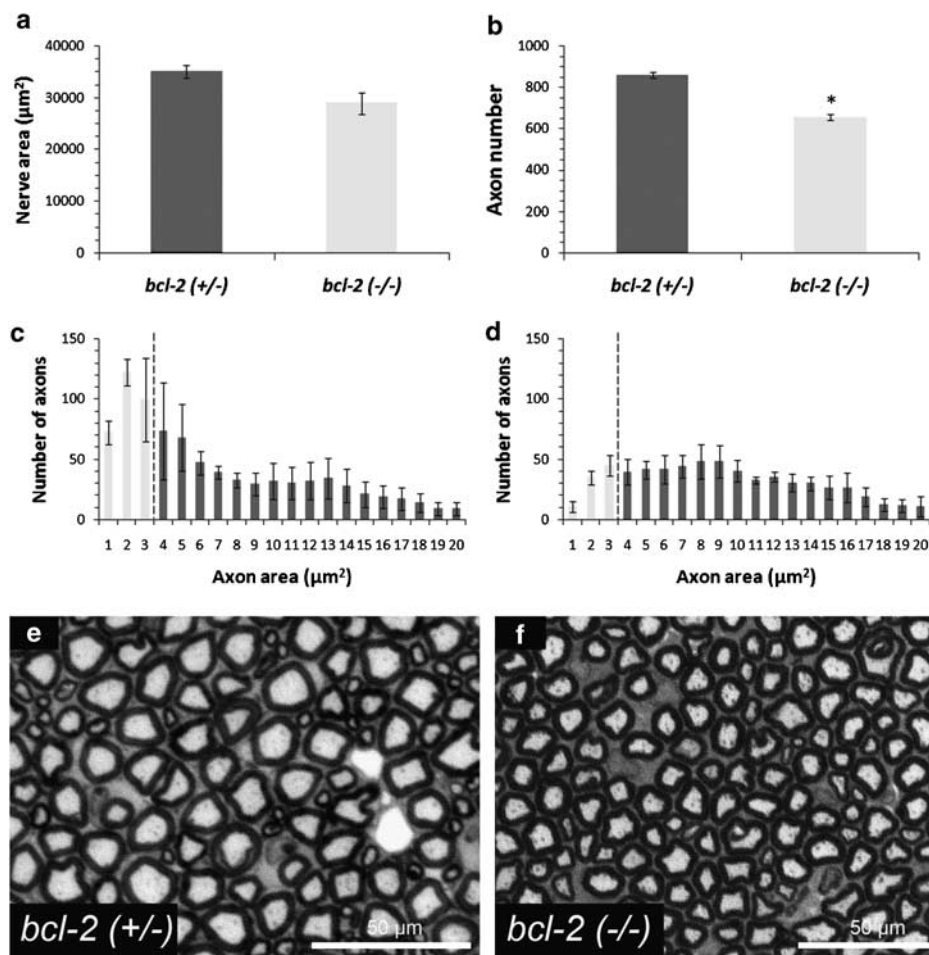 a
b
40000
30000
20000
10000
0
Nerve area (µm²)
bcl-2 (+/-)
bcl-2 (-/-)
1000
800
600
400
200
0
Axon number
*
bcl-2 (+/-)
bcl-2 (-/-)
c
d
150
100
50
0
Number of axons
1 2 3 4 5 6 7 8 9 10 11 12 13 14 15 16 17 18 19 20
Axon area (µm²)
150
100
50
0
Number of axons
1 2 3 4 5 6 7 8 9 10 11 12 13 14 15 16 17 18 19 20
Axon area (µm²)
e
bcl-2 (+/-)
50 µm
f
bcl-2 (-/-)
50 µm